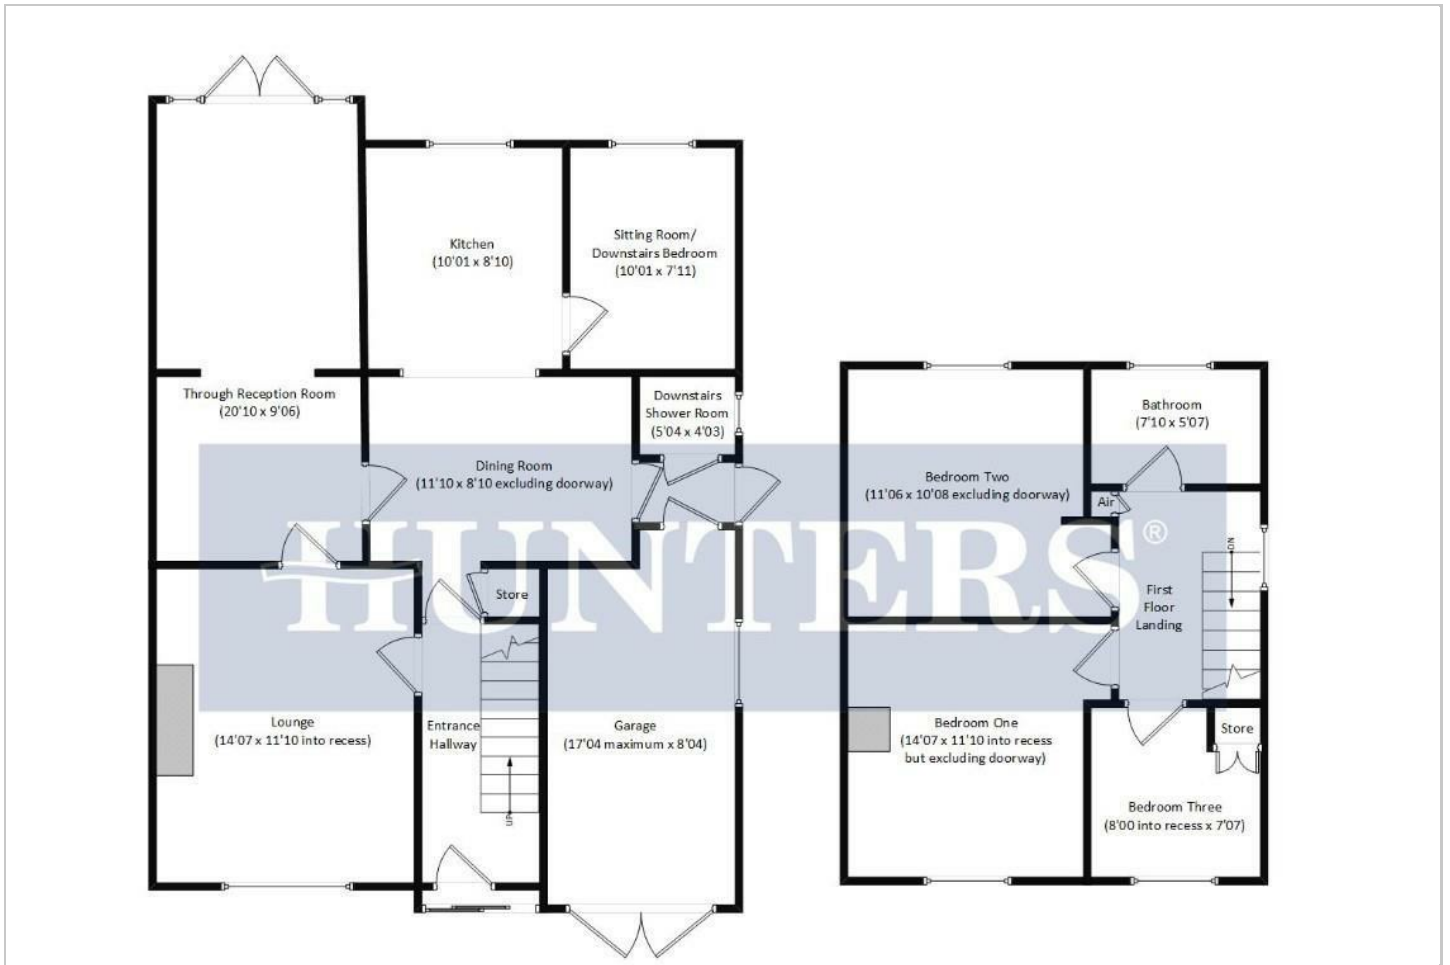 Kitchen
(10'01 x 8'10)
Sitting Room/
Downstairs Bedroom
(10'01 x 7'11)
Through Reception Room
(20'10 x 9'06)
Downstairs
Shower Room
(5'04 x 4'03)
Dining Room
(11'10 x 8'10 excluding doorway)
Store
Lounge
(14'07 x 11'10 into recess)
Entrance
Hallway
UP
Garage
(17'04 maximum x 8'04)
Bathroom
(7'10 x 5'07)
Bedroom Two
(11'06 x 10'08 excluding doorway)
Air
DN
First
Floor
Landing
Bedroom One
(14'07 x 11'10 into recess
but excluding doorway)
Store
Bedroom Three
(8'00 into recess x 7'07)
HUNTERS®